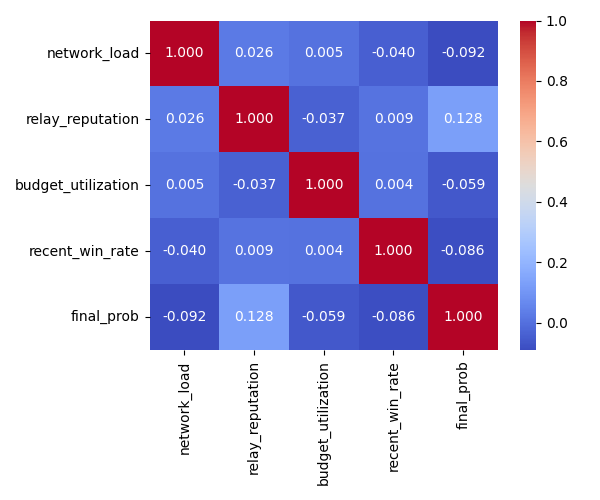 network_load 1.000 0.026 0.005 -0.040 -0.092
relay_reputation 0.026 1.000 -0.037 0.009 0.128
budget_utilization 0.005 -0.037 1.000 0.004 -0.059
recent_win_rate -0.040 0.009 0.004 1.000 -0.086
final_prob -0.092 0.128 -0.059 -0.086 1.000
network_load
relay_reputation
budget_utilization
recent_win_rate
final_prob
1.0
0.8
0.6
0.4
0.2
0.0